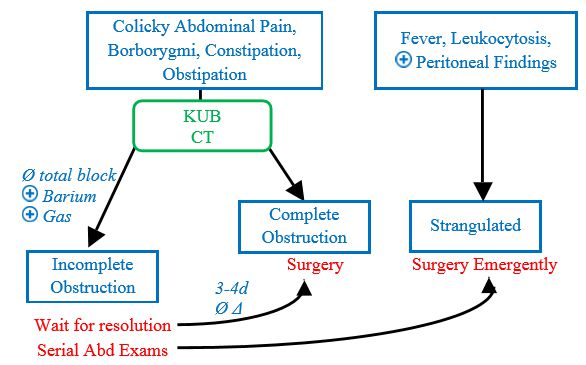 Colicky Abdominal Pain,
Borborygmi, Constipation,
Obstipation
Fever, Leukocytosis,
⊕ Peritoneal Findings
KUB
CT
Ø total block
⊕ Barium
⊕ Gas
Complete
Obstruction
Surgery
Strangulated
Surgery Emergently
Incomplete
Obstruction
3-4d
Ø Δ
Wait for resolution
Serial Abd Exams